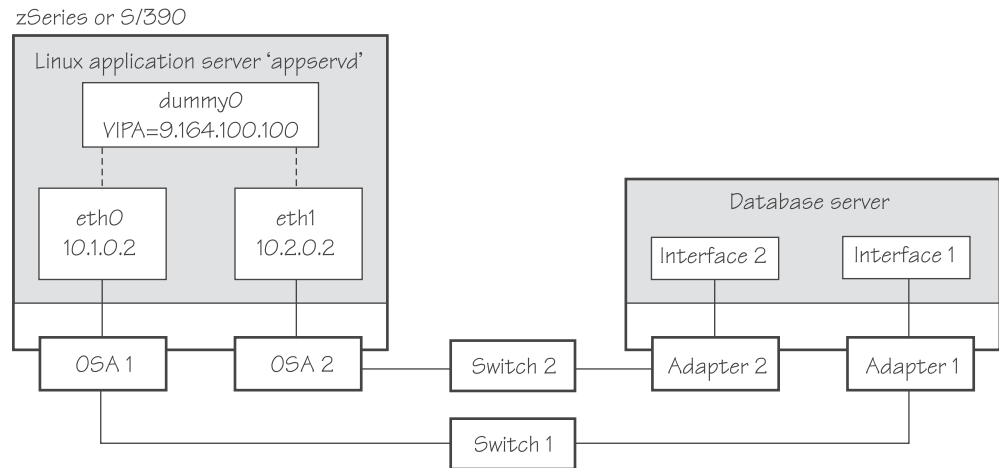 zSeries or S/390
Linux application server ‘appservd’
dummy0
VIPA=9.164.100.100
eth0
10.1.0.2
eth1
10.2.0.2
Database server
Interface 2
Interface 1
OSA 1
OSA 2
Switch 2
Adapter 2
Adapter 1
Switch 1